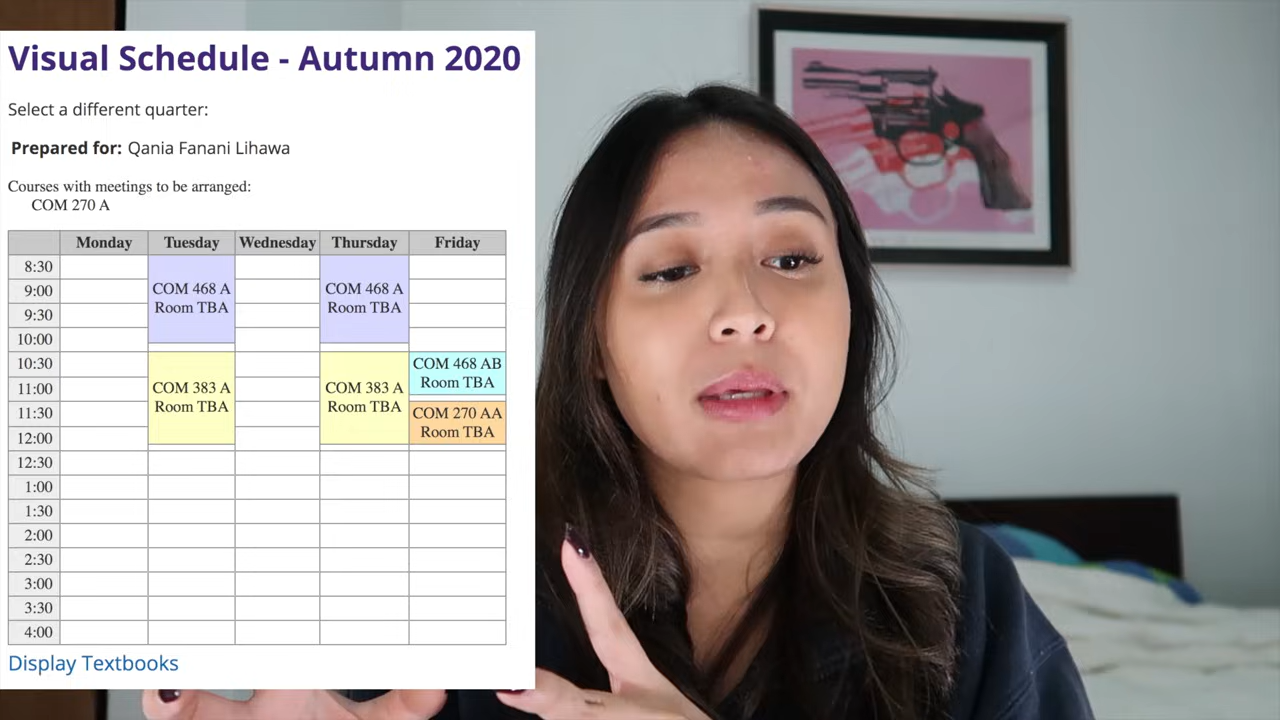 Visual Schedule - Autumn 2020
Select a different quarter:
Prepared for: Qania Fanani Lihawa
Courses with meetings to be arranged:
COM 270 A
Monday Tuesday Wednesday Thursday Friday
8:30
9:00
9:30
10:00
10:30
11:00
11:30
12:00
12:30
1:00
1:30
2:00
2:30
3:00
3:30
4:00
COM 468 A
Room TBA
COM 383 A
Room TBA
COM 468 A
Room TBA
COM 383 A
Room TBA
COM 468 AB
Room TBA
COM 270 AA
Room TBA
Display Textbooks